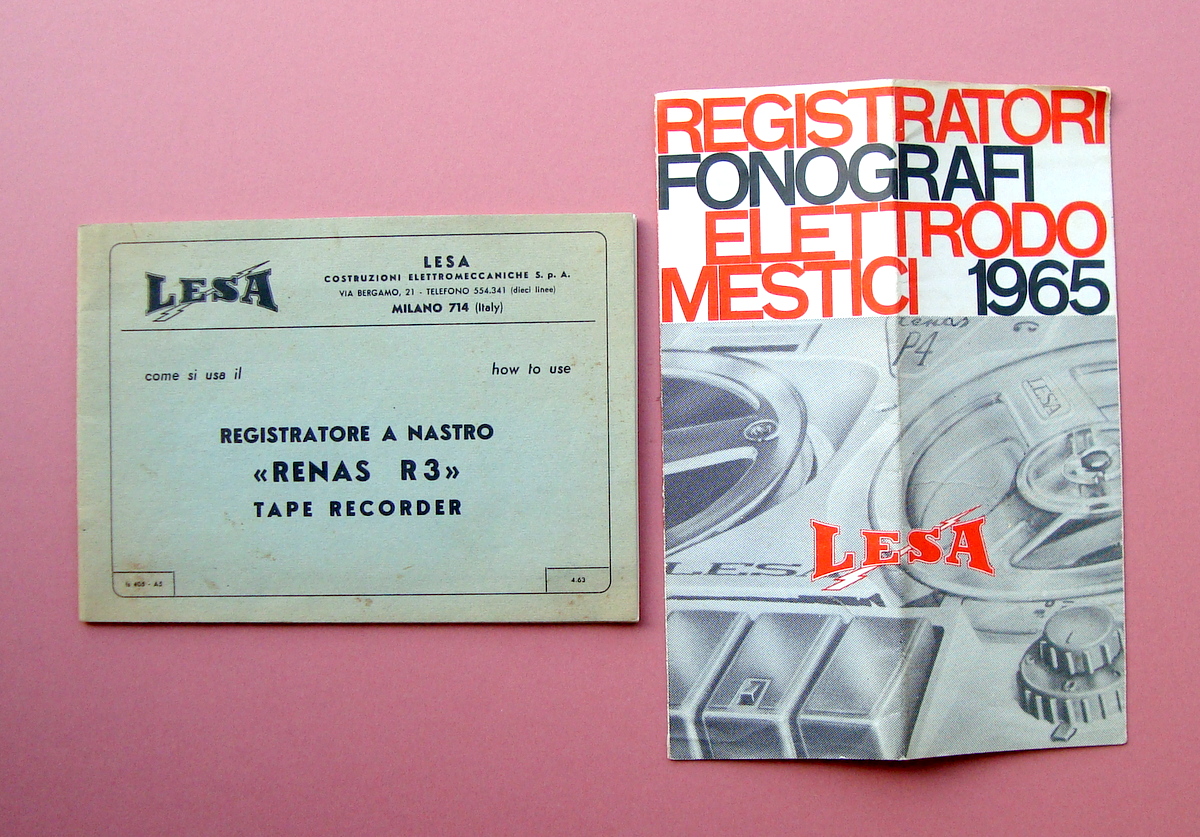 LESA
LESA
COSTRUZIONI ELETTROMECCANICHE S. p. A.
VIA BERGAMO, 21 - TELEFONO 554.341 (dieci linee)
MILANO 714 (Italy)
come si usa il
how to use
REGISTRATORE A NASTRO
«RENAS R3»
TAPE RECORDER
4.63
REGISTRATORI
FONOGRAFI
ELETTRODO
MESTICI 1965
renas
P4
LESA
LESA
LESA